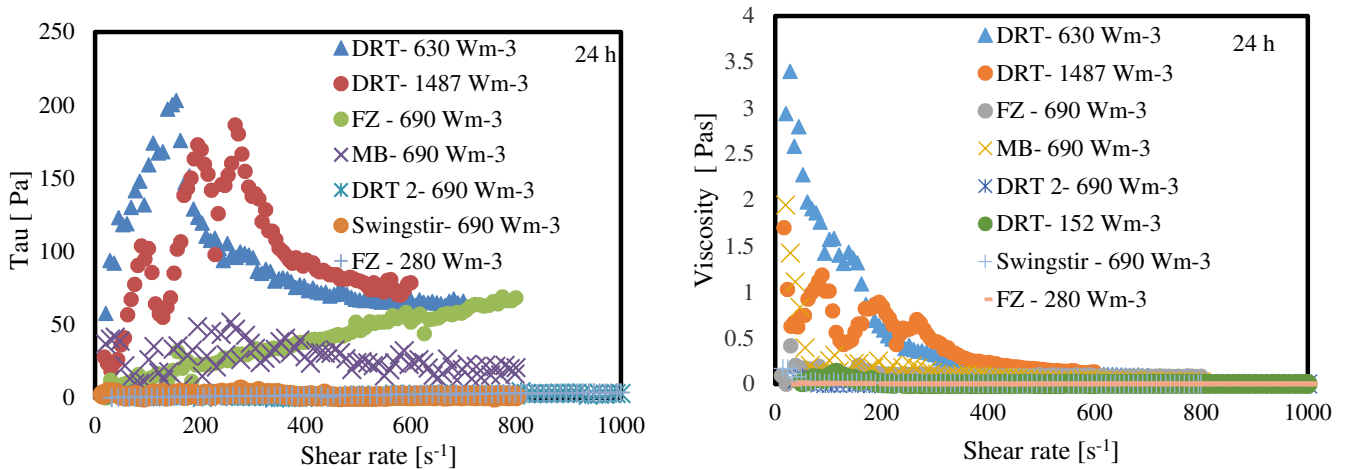 250
200
150
100
50
0
Tau [ Pa]
24 h
DRT- 630 Wm-3
DRT- 1487 Wm-3
FZ - 690 Wm-3
MB- 690 Wm-3
DRT 2- 690 Wm-3
Swingstir- 690 Wm-3
FZ - 280 Wm-3
0 200 400 600 800 1000
Shear rate [s⁻¹]
4
3.5
3
2.5
2
1.5
1
0.5
0
Viscosity [ Pas]
24 h
DRT- 630 Wm-3
DRT- 1487 Wm-3
FZ - 690 Wm-3
MB- 690 Wm-3
DRT 2- 690 Wm-3
DRT- 152 Wm-3
Swingstir - 690 Wm-3
FZ - 280 Wm-3
0 200 400 600 800 1000
Shear rate [s⁻¹]